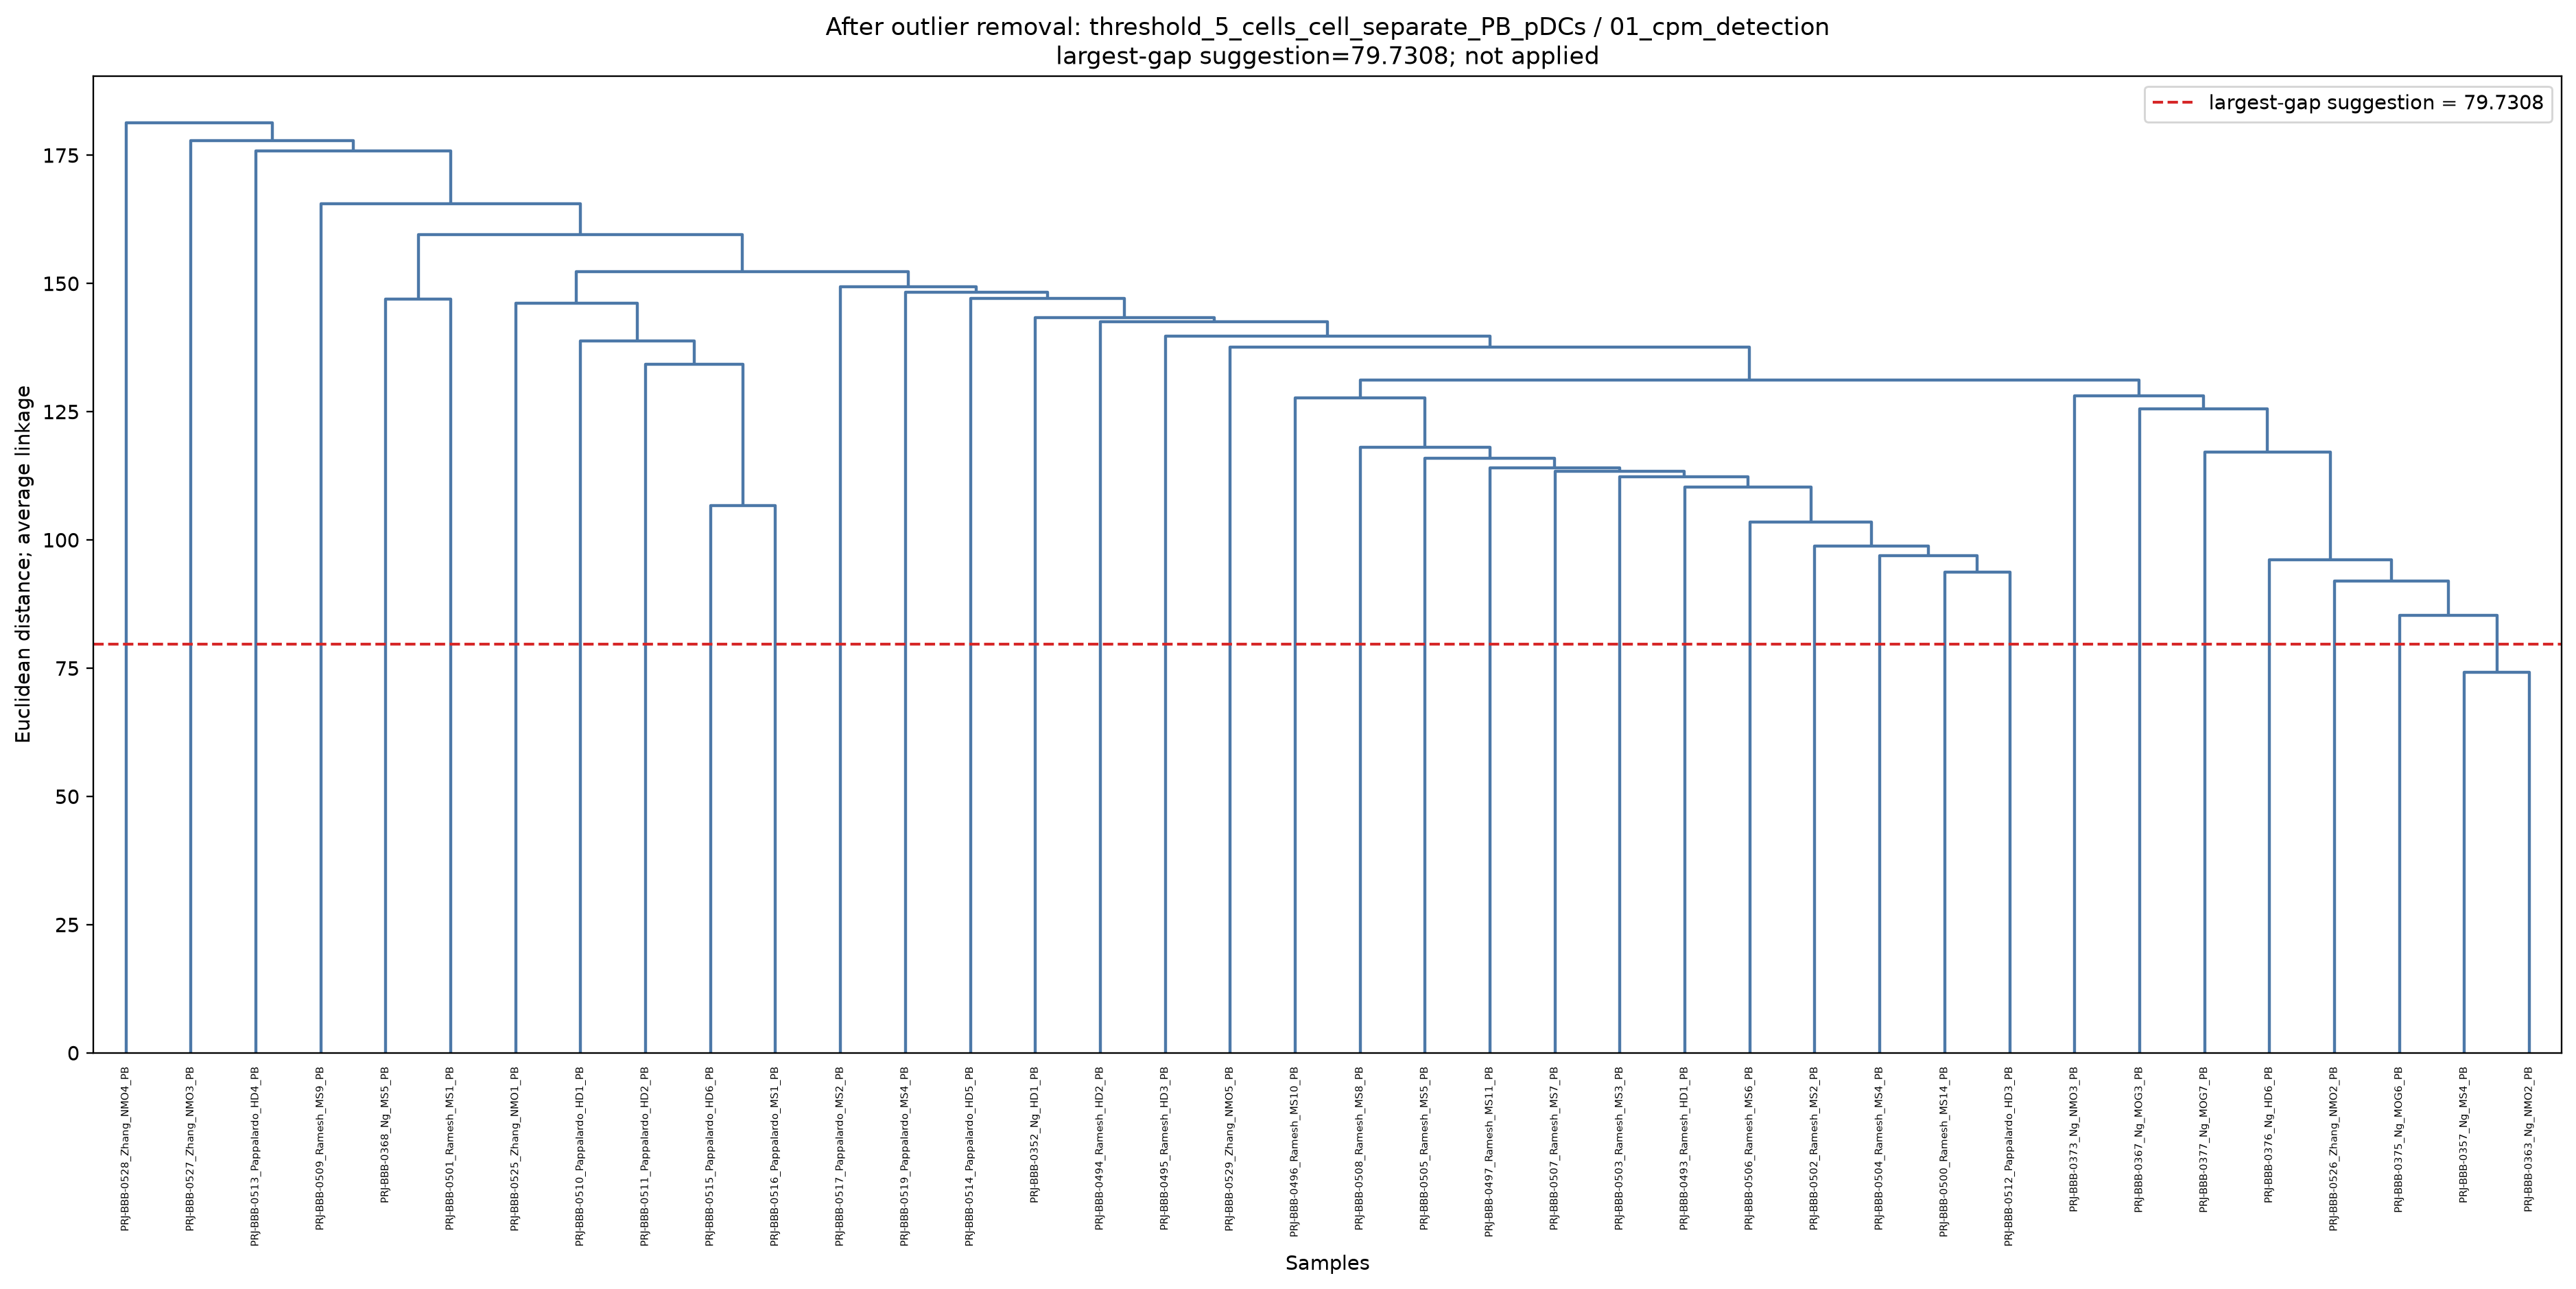 After outlier removal: threshold_5_cells_cell_separate_PB_pDCs / 01_cpm_detection
largest-gap suggestion=79.7308; not applied
largest-gap suggestion = 79.7308
Euclidean distance; average linkage
175
150
125
100
75
50
25
0
PRJ-BBB-0528_Zhang_NMO4_PB
PRJ-BBB-0527_Zhang_NMO3_PB
PRJ-BBB-0513_Pappalardo_HD4_PB
PRJ-BBB-0509_Ramesh_MS9_PB
PRJ-BBB-0368_Ng_MS5_PB
PRJ-BBB-0501_Ramesh_MS1_PB
PRJ-BBB-0525_Zhang_NMO1_PB
PRJ-BBB-0510_Pappalardo_HD1_PB
PRJ-BBB-0511_Pappalardo_HD2_PB
PRJ-BBB-0515_Pappalardo_HD6_PB
PRJ-BBB-0516_Pappalardo_MS1_PB
PRJ-BBB-0517_Pappalardo_MS2_PB
PRJ-BBB-0519_Pappalardo_MS4_PB
PRJ-BBB-0514_Pappalardo_HD5_PB
PRJ-BBB-0352_Ng_HD1_PB
PRJ-BBB-0494_Ramesh_HD2_PB
PRJ-BBB-0495_Ramesh_HD3_PB
PRJ-BBB-0529_Zhang_NMO5_PB
PRJ-BBB-0496_Ramesh_MS10_PB
PRJ-BBB-0508_Ramesh_MS8_PB
PRJ-BBB-0505_Ramesh_MS5_PB
PRJ-BBB-0497_Ramesh_MS11_PB
PRJ-BBB-0507_Ramesh_MS7_PB
PRJ-BBB-0503_Ramesh_MS3_PB
PRJ-BBB-0493_Ramesh_HD1_PB
PRJ-BBB-0506_Ramesh_MS6_PB
PRJ-BBB-0502_Ramesh_MS2_PB
PRJ-BBB-0504_Ramesh_MS4_PB
PRJ-BBB-0500_Ramesh_MS14_PB
PRJ-BBB-0512_Pappalardo_HD3_PB
PRJ-BBB-0373_Ng_NMO3_PB
PRJ-BBB-0367_Ng_MOG3_PB
PRJ-BBB-0377_Ng_MOG7_PB
PRJ-BBB-0376_Ng_HD6_PB
PRJ-BBB-0526_Zhang_NMO2_PB
PRJ-BBB-0375_Ng_MOG6_PB
PRJ-BBB-0357_Ng_MS4_PB
PRJ-BBB-0363_Ng_NMO2_PB
Samples